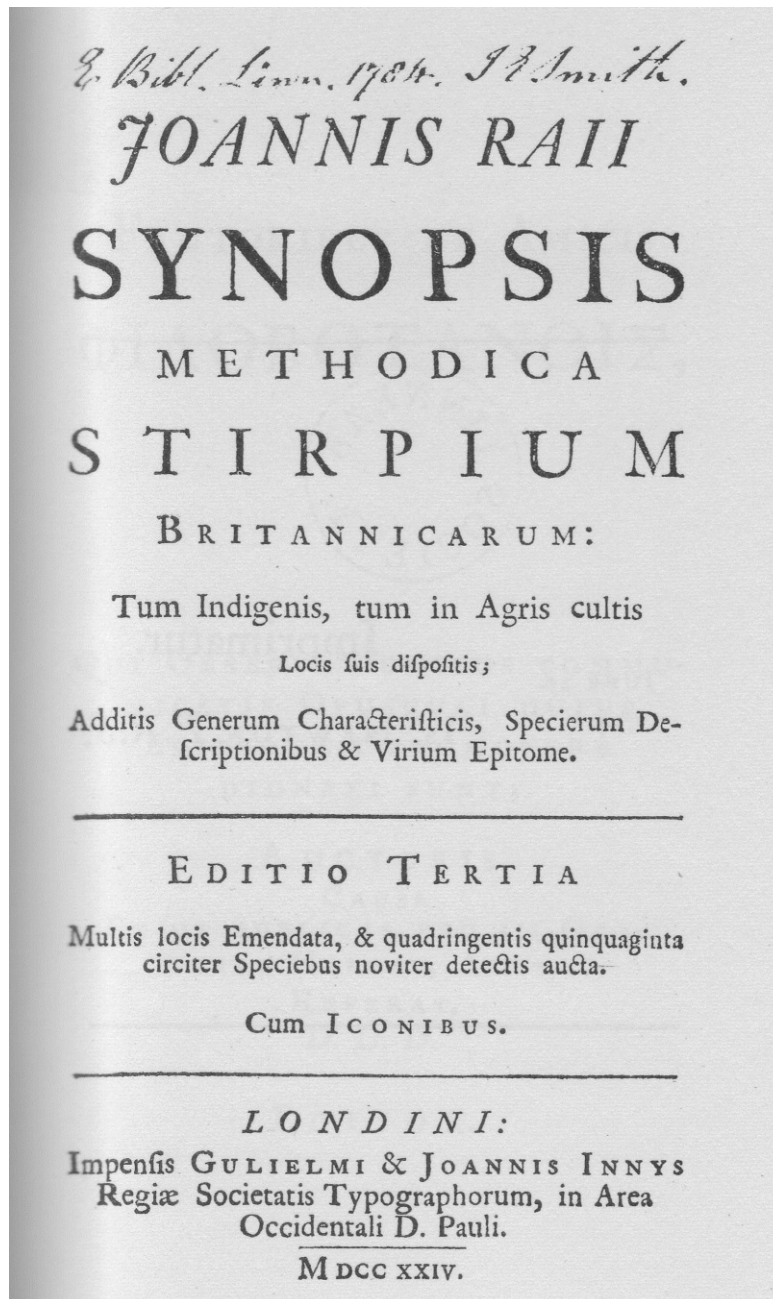 E Bibl. Linn. 1784. J E Smith.
JOANNIS RAII
SYNOPSIS
METHODICA
STIRPIUM
BRITANNICARUM:
Tum Indigenis, tum in Agris cultis
Locis ſuis diſpoſitis;
Additis Generum Characteriſticis, Specierum De-
ſcriptionibus & Virium Epitome.
EDITIO TERTIA
Multis locis Emendata, & quadringentis quinquaginta
circiter Speciebus noviter detectis aucta.
Cum ICONIBUS.
LONDINI:
Impenſis GULIELMI & JOANNIS INNYS
Regiæ Societatis Typographorum, in Area
Occidentali D. Pauli.
MDCCXXIV.